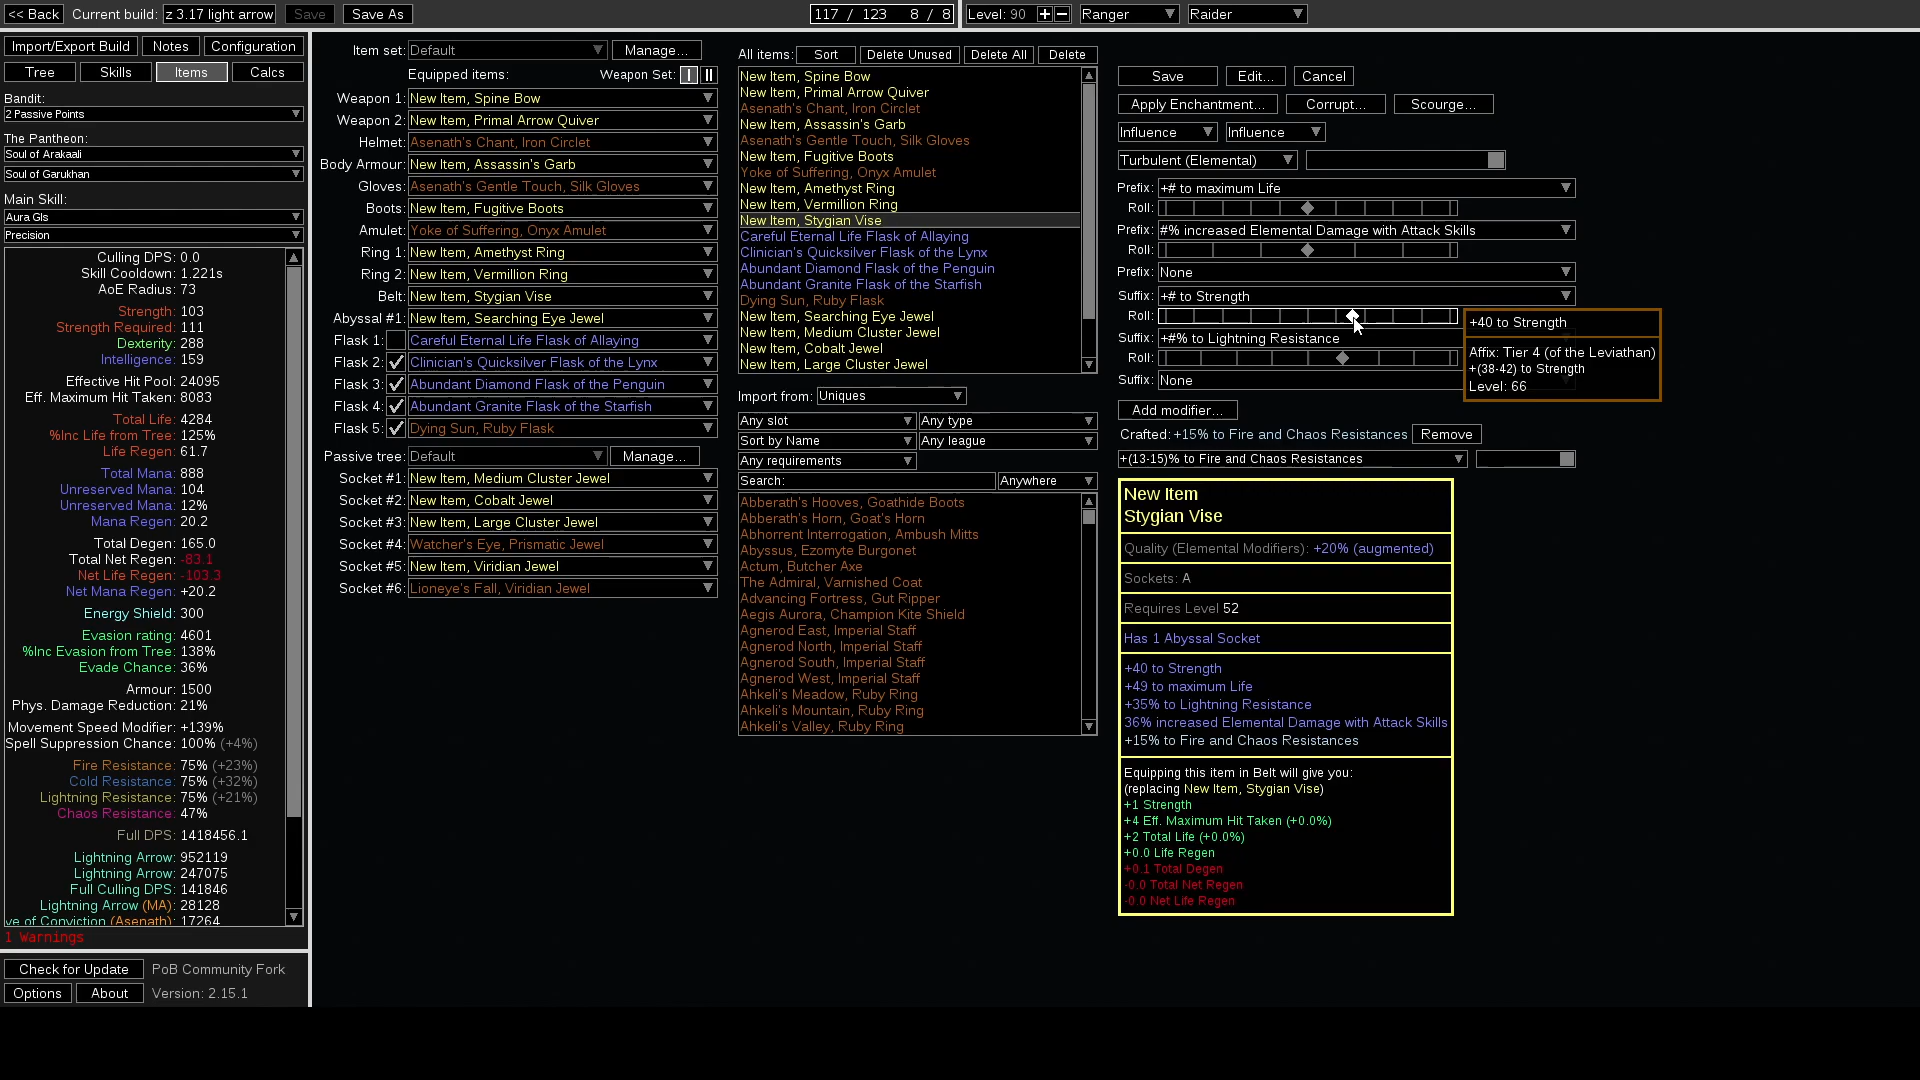 << Back Current build: z 3.17 light arrow Save Save As 117 / 123 8 / 8 Level: 90 Ranger Raider
Import/Export Build Notes Configuration
Tree Skills Items Calcs
Bandit:
2 Passive Points
The Pantheon:
Soul of Arakaali
Soul of Garukhan
Main Skill:
Aura Gls
Precision
Culling DPS: 0.0
Skill Cooldown: 1.221s
AoE Radius: 73
Strength: 103
Strength Required: 111
Dexterity: 288
Intelligence: 159
Effective Hit Pool: 24095
Eff. Maximum Hit Taken: 8083
Total Life: 4284
%Inc Life from Tree: 125%
Life Regen: 61.7
Total Mana: 888
Unreserved Mana: 104
Unreserved Mana: 12%
Mana Regen: 20.2
Total Degen: 165.0
Total Net Regen: -83.1
Net Life Regen: -103.3
Net Mana Regen: +20.2
Energy Shield: 300
Evasion rating: 4601
%Inc Evasion from Tree: 138%
Evade Chance: 36%
Armour: 1500
Phys. Damage Reduction: 21%
Movement Speed Modifier: +139%
Spell Suppression Chance: 100% (+4%)
Fire Resistance: 75% (+23%)
Cold Resistance: 75% (+32%)
Lightning Resistance: 75% (+21%)
Chaos Resistance: 47%
Full DPS: 1418456.1
Lightning Arrow: 952119
Lightning Arrow: 247075
Full Culling DPS: 141846
Lightning Arrow (MA): 28128
ve of Conviction (Asenath): 17264
1 Warnings
Check for Update PoB Community Fork
Options About Version: 2.15.1
Item set: Default Manage...
Equipped items: Weapon Set: I II
Weapon 1: New Item, Spine Bow
Weapon 2: New Item, Primal Arrow Quiver
Helmet: Asenath's Chant, Iron Circlet
Body Armour: New Item, Assassin's Garb
Gloves: Asenath's Gentle Touch, Silk Gloves
Boots: New Item, Fugitive Boots
Amulet: Yoke of Suffering, Onyx Amulet
Ring 1: New Item, Amethyst Ring
Ring 2: New Item, Vermillion Ring
Belt: New Item, Stygian Vise
Abyssal #1: New Item, Searching Eye Jewel
Flask 1: Careful Eternal Life Flask of Allaying
Flask 2: Clinician's Quicksilver Flask of the Lynx
Flask 3: Abundant Diamond Flask of the Penguin
Flask 4: Abundant Granite Flask of the Starfish
Flask 5: Dying Sun, Ruby Flask
Passive tree: Default Manage...
Socket #1: New Item, Medium Cluster Jewel
Socket #2: New Item, Cobalt Jewel
Socket #3: New Item, Large Cluster Jewel
Socket #4: Watcher's Eye, Prismatic Jewel
Socket #5: New Item, Viridian Jewel
Socket #6: Lioneye's Fall, Viridian Jewel
All items: Sort Delete Unused Delete All Delete
New Item, Spine Bow
New Item, Primal Arrow Quiver
Asenath's Chant, Iron Circlet
New Item, Assassin's Garb
Asenath's Gentle Touch, Silk Gloves
New Item, Fugitive Boots
Yoke of Suffering, Onyx Amulet
New Item, Amethyst Ring
New Item, Vermillion Ring
New Item, Stygian Vise
Careful Eternal Life Flask of Allaying
Clinician's Quicksilver Flask of the Lynx
Abundant Diamond Flask of the Penguin
Abundant Granite Flask of the Starfish
Dying Sun, Ruby Flask
New Item, Searching Eye Jewel
New Item, Medium Cluster Jewel
New Item, Cobalt Jewel
New Item, Large Cluster Jewel
Import from: Uniques
Any slot Any type
Sort by Name Any league
Any requirements
Search: Anywhere
Abberath's Hooves, Goathide Boots
Abberath's Horn, Goat's Horn
Abhorrent Interrogation, Ambush Mitts
Abyssus, Ezomyte Burgonet
Actum, Butcher Axe
The Admiral, Varnished Coat
Advancing Fortress, Gut Ripper
Aegis Aurora, Champion Kite Shield
Agnerod East, Imperial Staff
Agnerod North, Imperial Staff
Agnerod South, Imperial Staff
Agnerod West, Imperial Staff
Ahkeli's Meadow, Ruby Ring
Ahkeli's Mountain, Ruby Ring
Ahkeli's Valley, Ruby Ring
Save Edit... Cancel
Apply Enchantment... Corrupt... Scourge...
Influence Influence
Turbulent (Elemental)
Prefix: +# to maximum Life
Roll:
Prefix: #% increased Elemental Damage with Attack Skills
Roll:
Prefix: None
Suffix: +# to Strength
Roll:
Suffix: +#% to Lightning Resistance
Roll:
Suffix: None
+40 to Strength
Affix: Tier 4 (of the Leviathan)
+(38-42) to Strength
Level: 66
Add modifier...
Crafted: +15% to Fire and Chaos Resistances Remove
+(13-15)% to Fire and Chaos Resistances
New Item
Stygian Vise
Quality (Elemental Modifiers): +20% (augmented)
Sockets: A
Requires Level 52
Has 1 Abyssal Socket
+40 to Strength
+49 to maximum Life
+35% to Lightning Resistance
36% increased Elemental Damage with Attack Skills
+15% to Fire and Chaos Resistances
Equipping this item in Belt will give you:
(replacing New Item, Stygian Vise)
+1 Strength
+4 Eff. Maximum Hit Taken (+0.0%)
+2 Total Life (+0.0%)
+0.0 Life Regen
+0.1 Total Degen
-0.0 Total Net Regen
-0.0 Net Life Regen